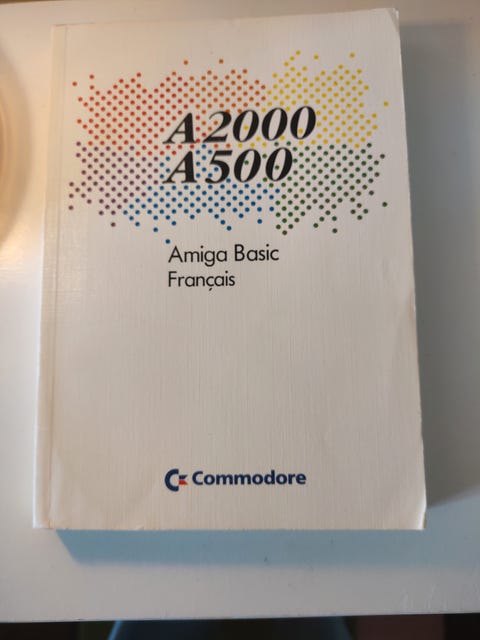 A2000
A500
Amiga Basic
Français
Commodore